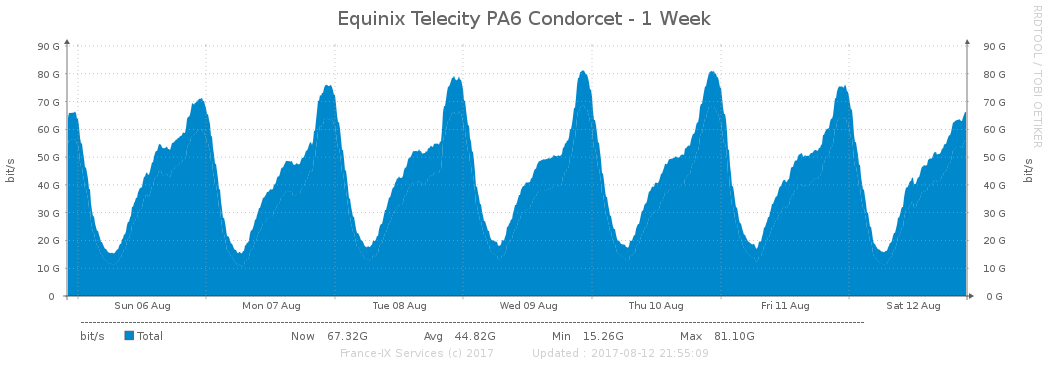 Equinix Telecity PA6 Condorcet - 1 Week
RRDTOOL / TOBI OETIKER
bit/s
90 G 90 G
80 G 80 G
70 G 70 G
60 G 60 G
50 G 50 G
40 G 40 G
30 G 30 G
20 G 20 G
10 G 10 G
0 0 G
bit/s
Sun 06 Aug Mon 07 Aug Tue 08 Aug Wed 09 Aug Thu 10 Aug Fri 11 Aug Sat 12 Aug
bit/s Total Now 67.32G Avg 44.82G Min 15.26G Max 81.10G
France-IX Services (c) 2017 Updated : 2017-08-12 21:55:09